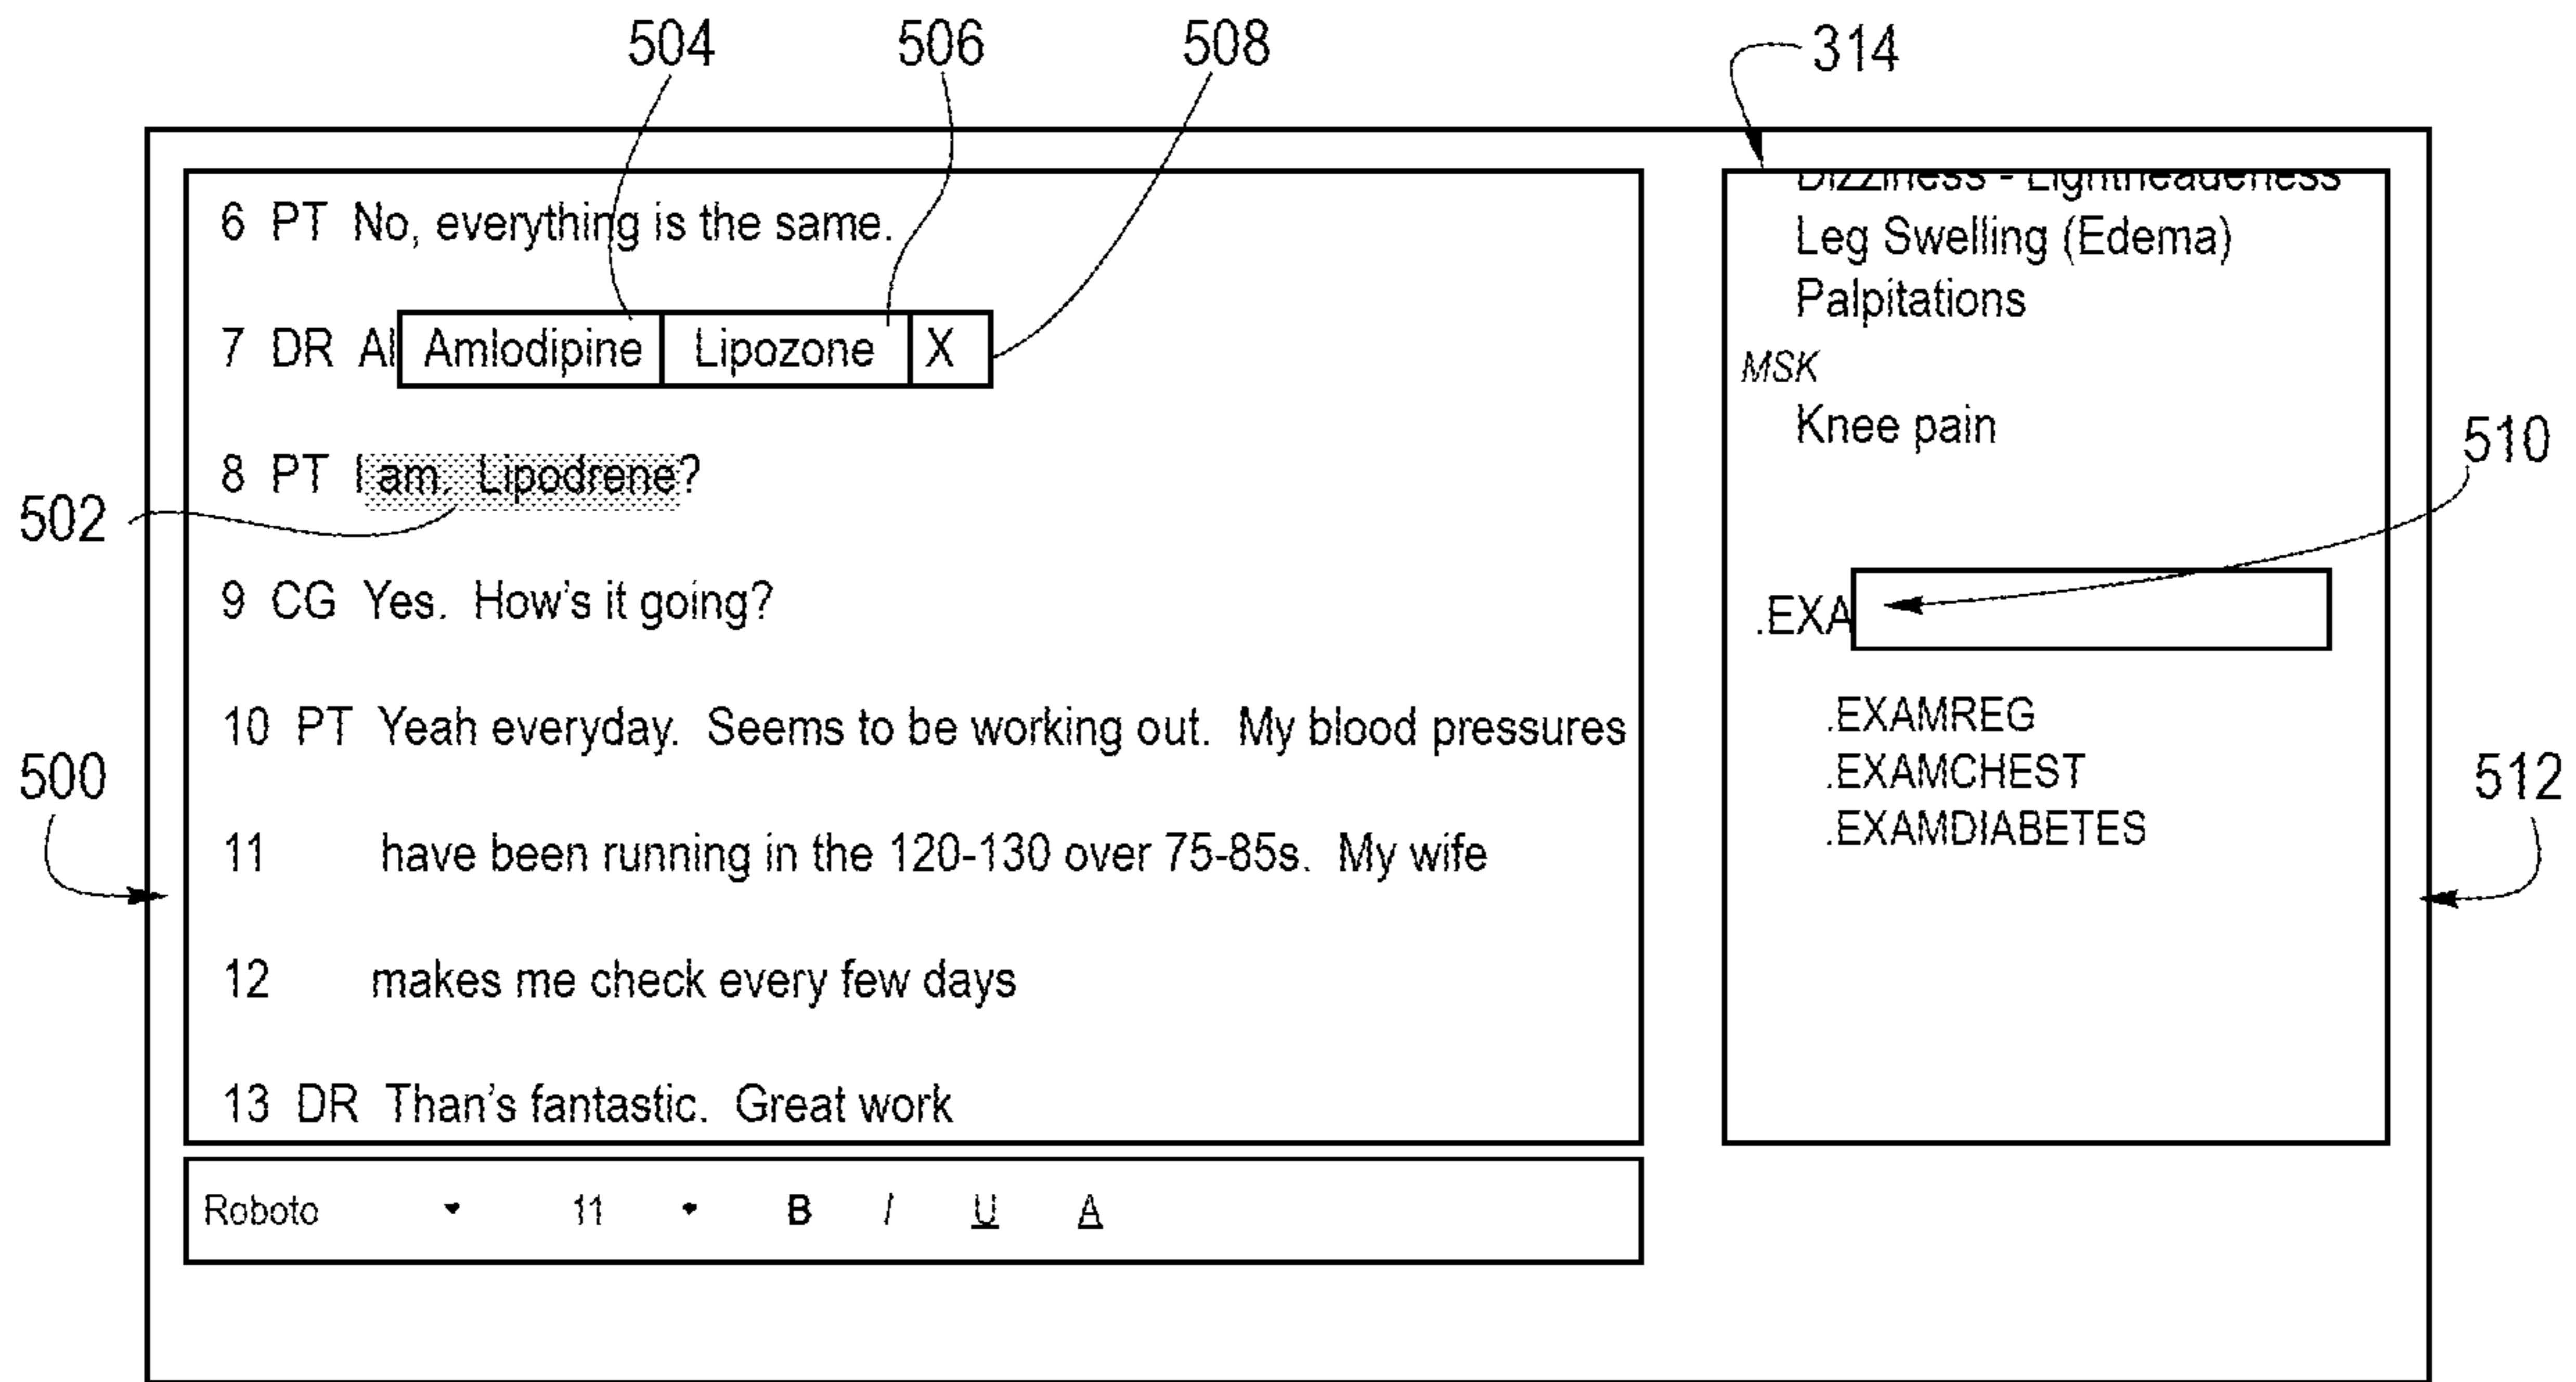 504 506 508 314
6 PT No, everything is the same.
7 DR Al Amlodipine Lipozone X
8 PT I am, Lipodrene?
502
9 CG Yes. How's it going?
10 PT Yeah everyday. Seems to be working out. My blood pressures
500
11 have been running in the 120-130 over 75-85s. My wife
12 makes me check every few days
13 DR Than's fantastic. Great work
Roboto 11 B I U A
Dizziness - Lightheadeness
Leg Swelling (Edema)
Palpitations
MSK
Knee pain
510
.EXA
.EXAMREG
.EXAMCHEST
512
.EXAMDIABETES